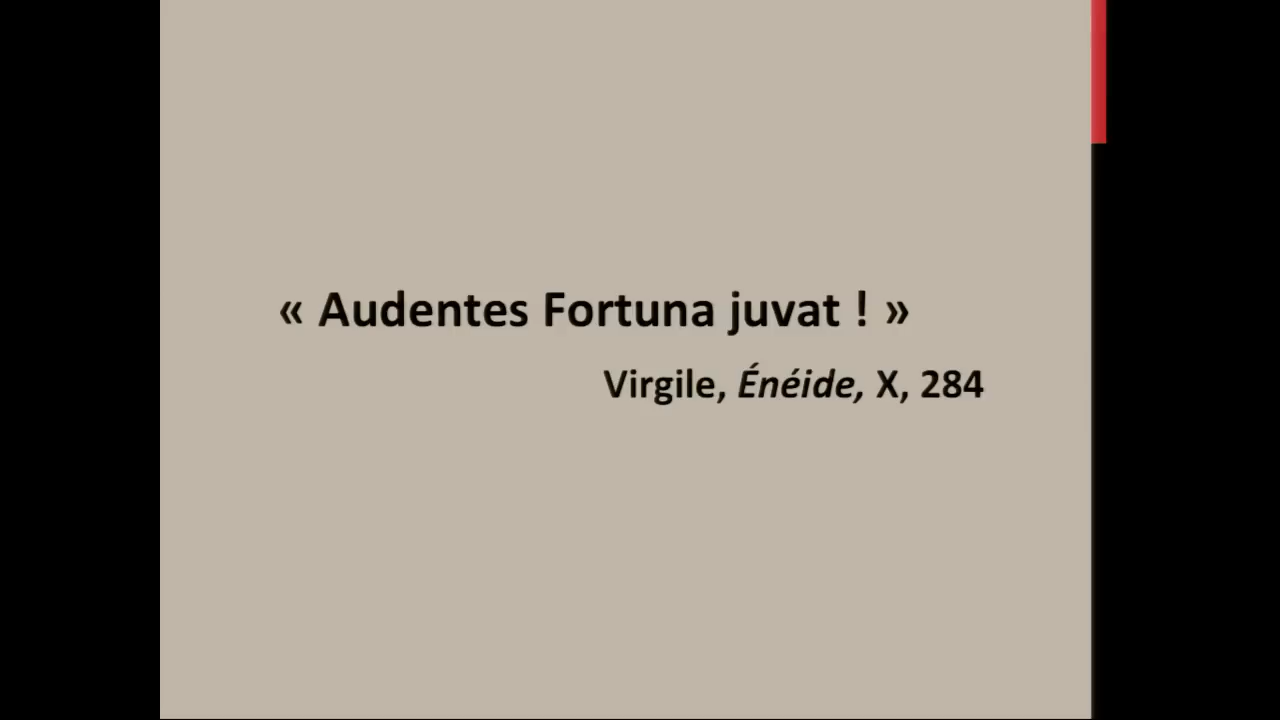 « Audentes Fortuna juvat ! »
Virgile, Énéide, X, 284